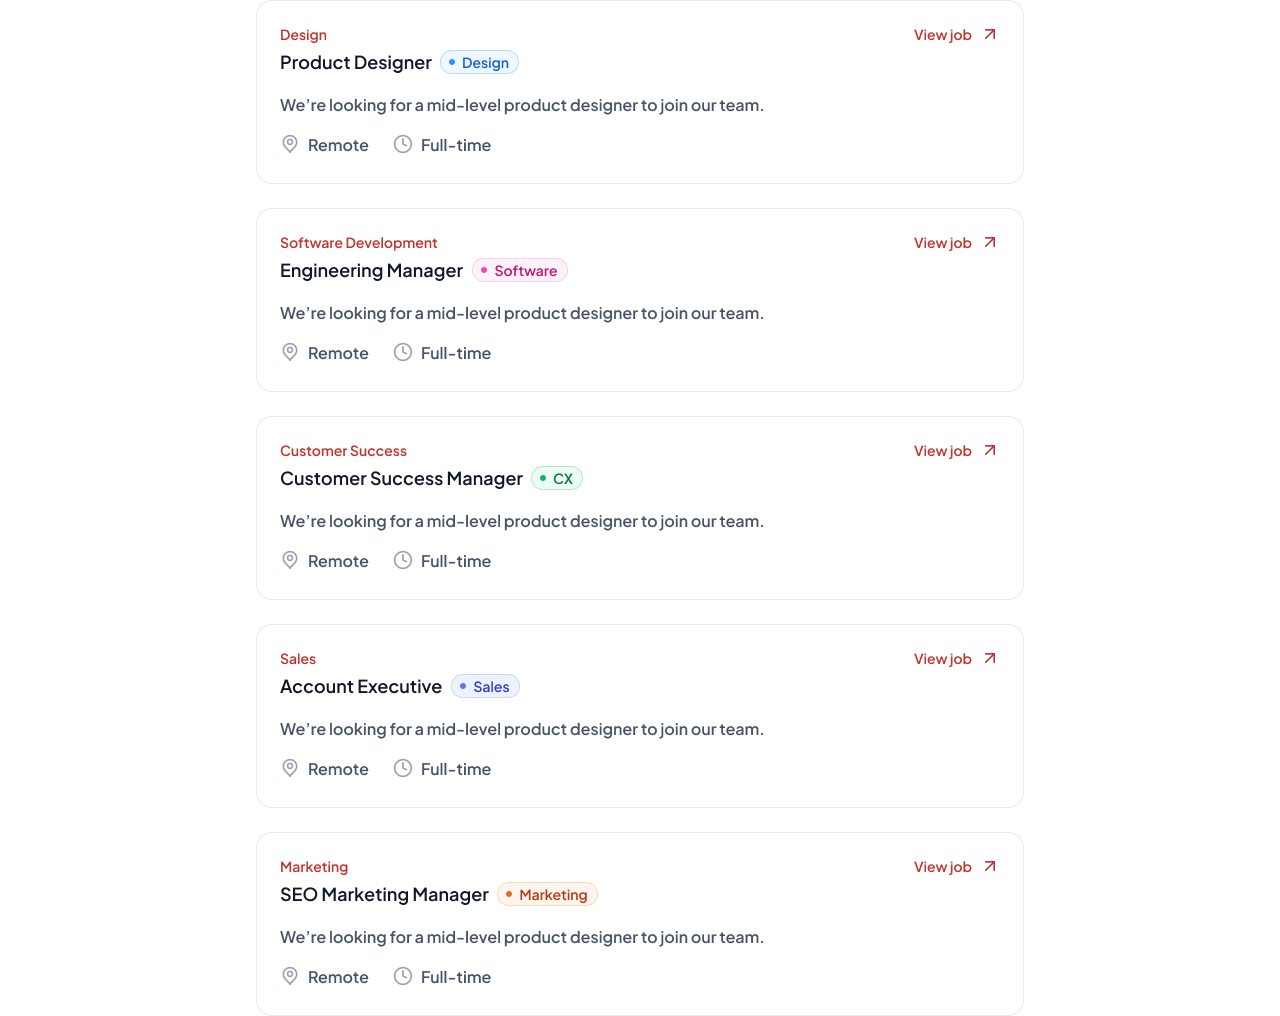 Design
View job
Product Designer Design
We’re looking for a mid-level product designer to join our team.
Remote Full-time
Software Development
View job
Engineering Manager Software
We’re looking for a mid-level product designer to join our team.
Remote Full-time
Customer Success
View job
Customer Success Manager CX
We’re looking for a mid-level product designer to join our team.
Remote Full-time
Sales
View job
Account Executive Sales
We’re looking for a mid-level product designer to join our team.
Remote Full-time
Marketing
View job
SEO Marketing Manager Marketing
We’re looking for a mid-level product designer to join our team.
Remote Full-time